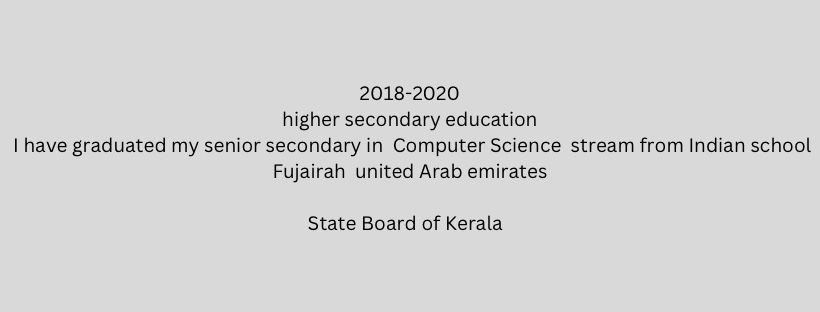 2018-2020
higher secondary education
I have graduated my senior secondary in  Computer Science  stream from Indian school
Fujairah  united Arab emirates
State Board of Kerala